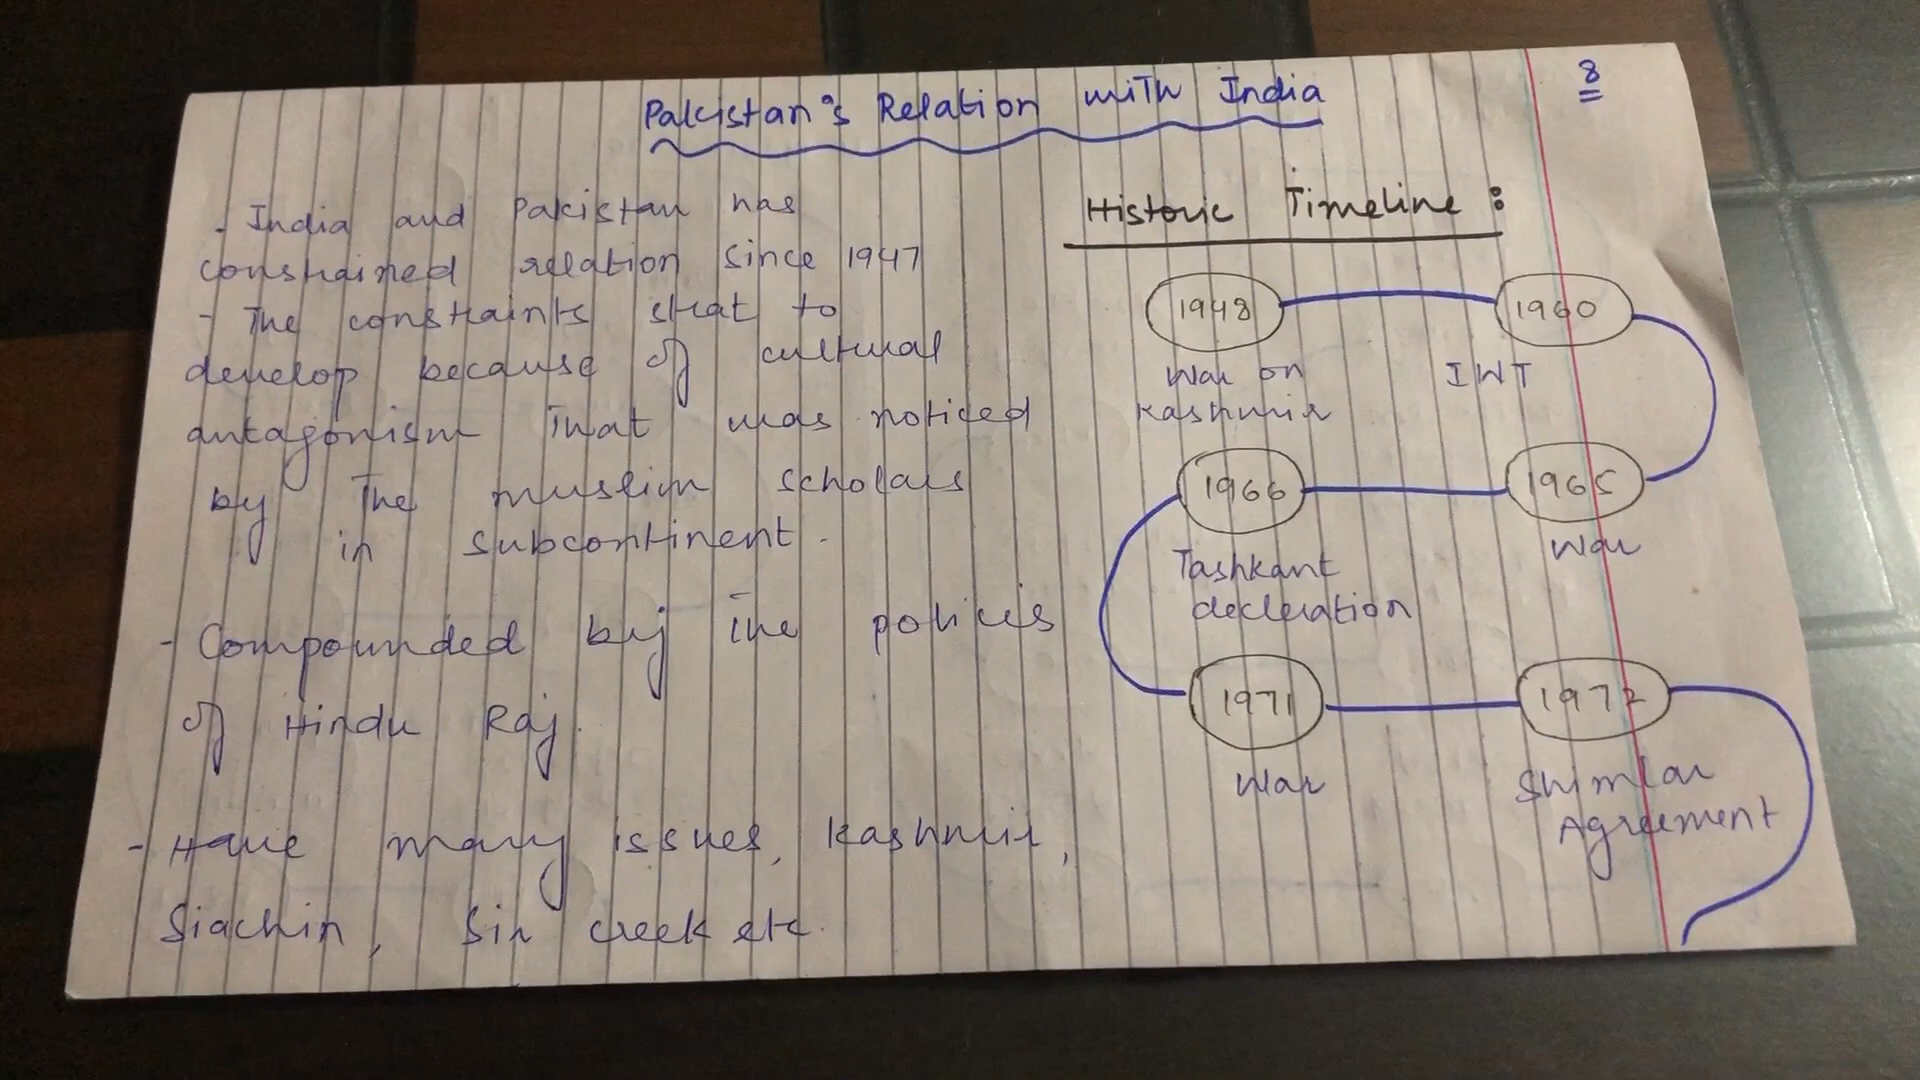 8
Pakistan's Relation with India
- India and Pakistan has
constrained relation since 1947
- The constraints strat to
develop because of cultural
antagonism that was noticed
by the muslim scholars
in subcontinent.
- Compounded by the policies
of Hindu Raj.
- Have many issues, Kashmir,
Siachin, Sir creek etc.
Historic Timeline:
1948 1960
War on IWT
Kashmir
1966 1965
War
Tashkant
decleration
1971 1972
War Shimlar
Agreement